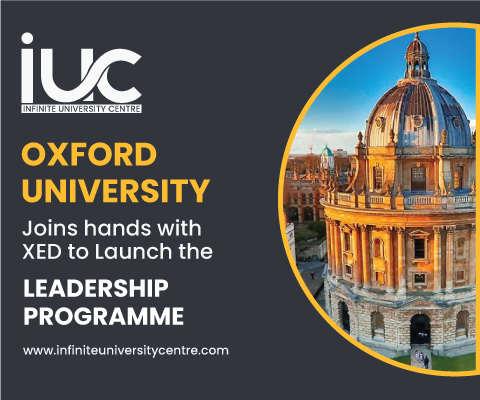 iUC
INFINITE UNIVERSITY CENTRE
OXFORD
UNIVERSITY
Joins hands with
XED to Launch the
LEADERSHIP
PROGRAMME
www.infiniteuniversitycentre.com